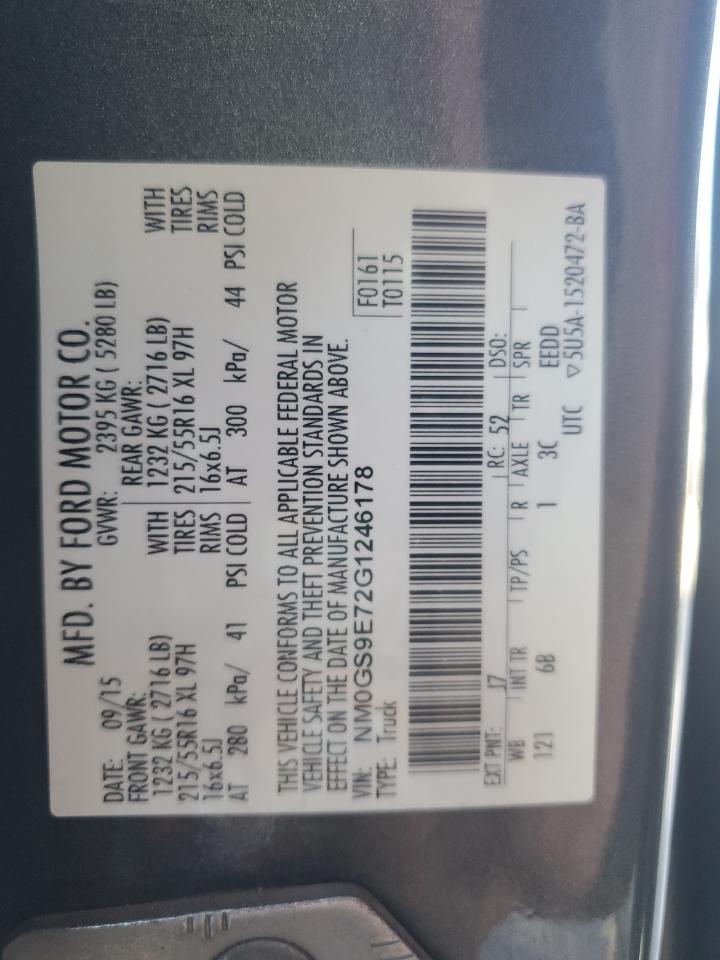 MFD. BY FORD MOTOR CO.
DATE: 09/15 GVWR: 2395 KG ( 5280 LB)
FRONT GAWR: REAR GAWR:
1232 KG ( 2716 LB) WITH 1232 KG ( 2716 LB) WITH
215/55R16 XL 97H TIRES 215/55R16 XL 97H TIRES
16x6.5J RIMS 16x6.5J RIMS
AT 280 kPa/ 41 PSI COLD AT 300 kPa/ 44 PSI COLD
THIS VEHICLE CONFORMS TO ALL APPLICABLE FEDERAL MOTOR
VEHICLE SAFETY AND THEFT PREVENTION STANDARDS IN
EFFECT ON THE DATE OF MANUFACTURE SHOWN ABOVE.
VIN: NM0GS9E72G1246178 F0161
TYPE: Truck T0115
EXT PNT: J7 RC: 52 DSO:
WB INT TR TP/PS R AXLE TR SPR
121 6B 1 3C EEDD
UTC ▽5U5A-1520472-BA